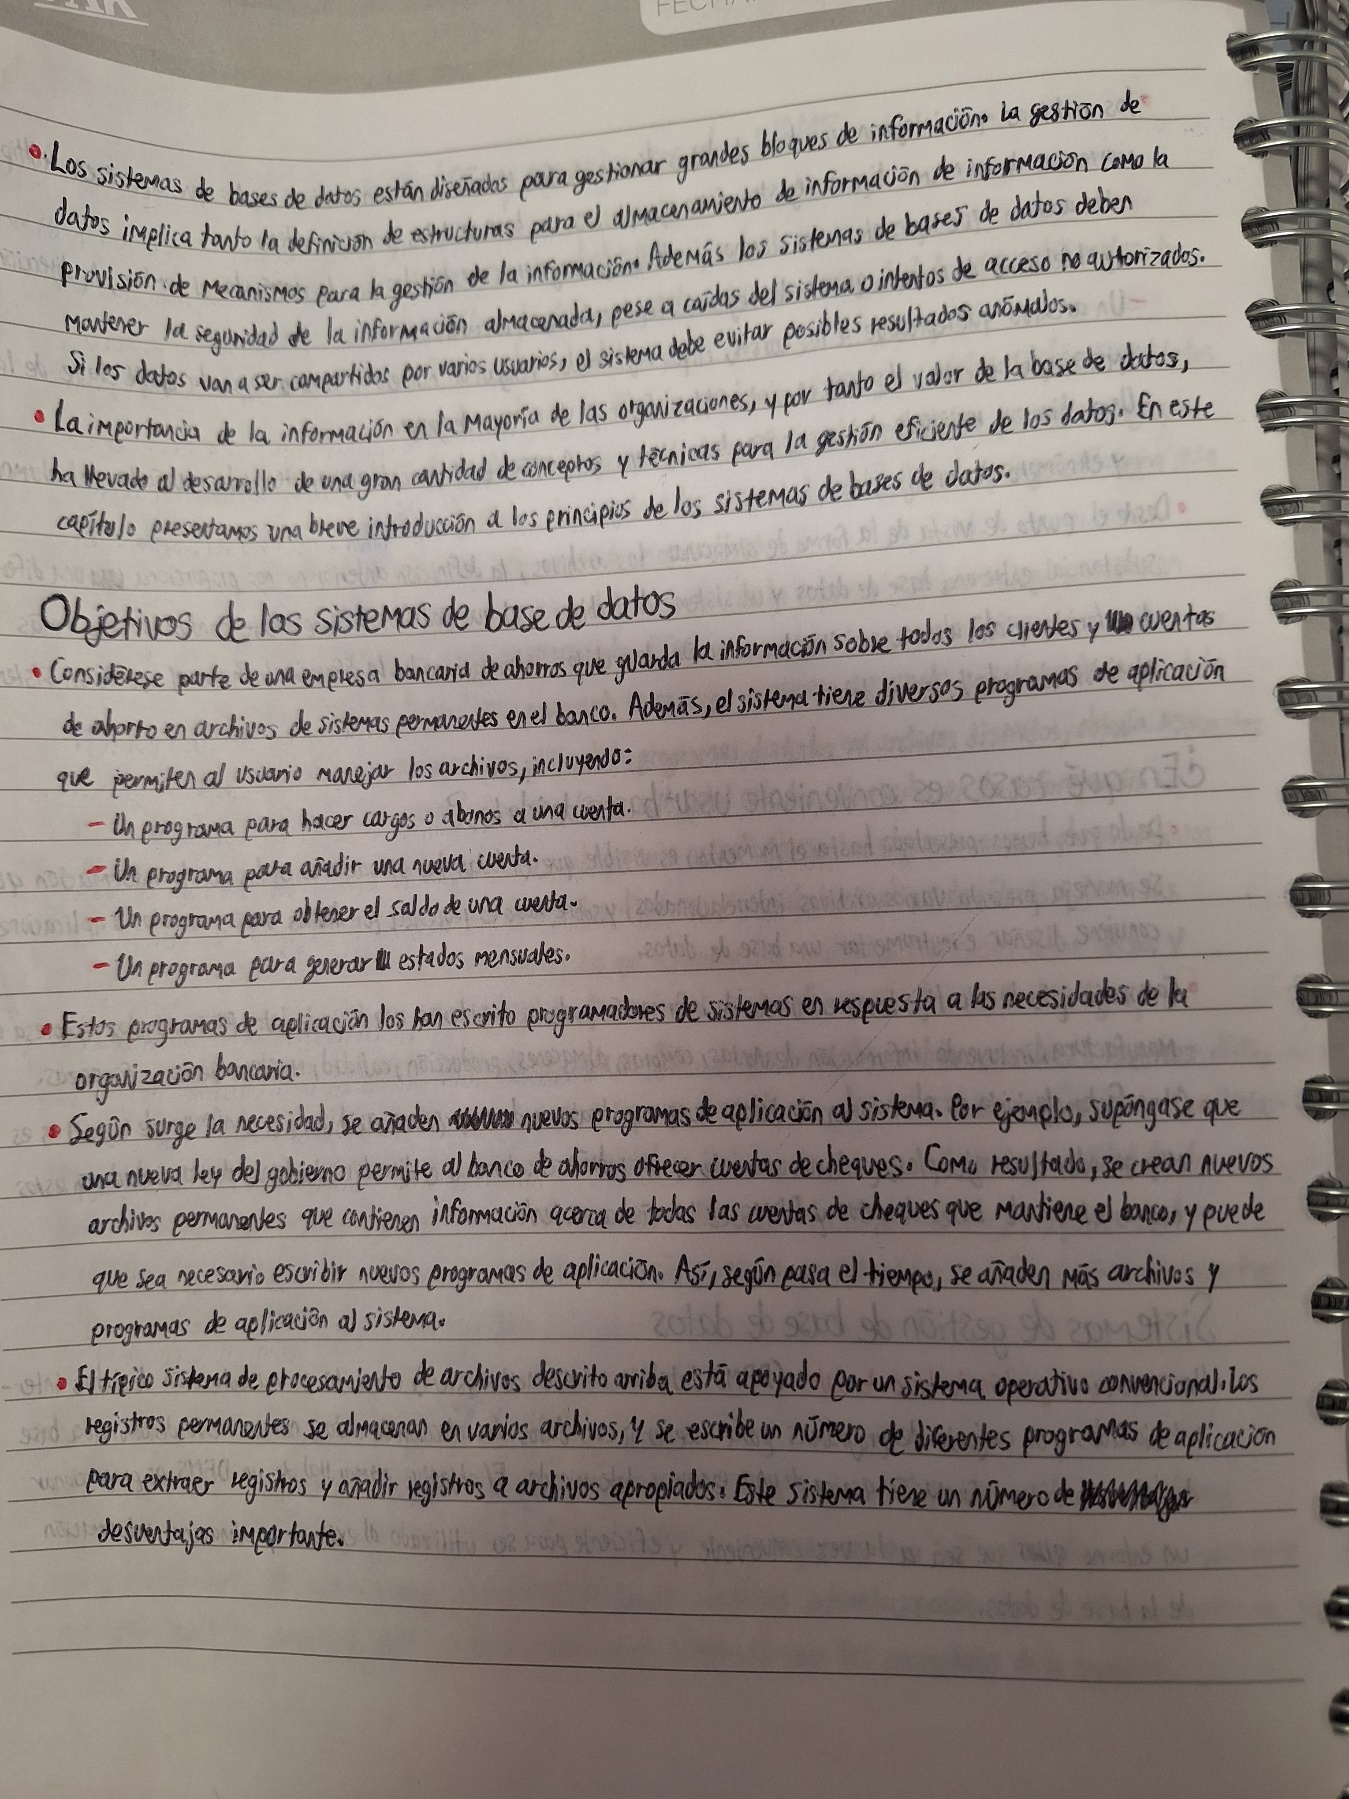 FECHA
• Los sistemas de bases de datos están diseñados para gestionar grandes bloques de información. La gestión de
datos implica tanto la definición de estructuras para el almacenamiento de información de información como la
provisión de mecanismos para la gestión de la información. Además los sistemas de bases de datos deben
mantener la seguridad de la información almacenada, pese a caídas del sistema o intentos de acceso no autorizados.
Si los datos van a ser compartidos por varios usuarios, el sistema debe evitar posibles resultados anómalos.
• La importancia de la información en la mayoría de las organizaciones, y por tanto el valor de la base de datos,
ha llevado al desarrollo de una gran cantidad de conceptos y técnicas para la gestión eficiente de los datos. En este
capítulo presentamos una breve introducción a los principios de los sistemas de bases de datos.
Objetivos de los sistemas de base de datos
• Considérese parte de una empresa bancaria de ahorros que guarda la información sobre todos los clientes y cuentas
de ahorro en archivos de sistemas permanentes en el banco. Además, el sistema tiene diversos programas de aplicación
que permiten al usuario manejar los archivos, incluyendo:
- Un programa para hacer cargos o abonos a una cuenta.
- Un programa para añadir una nueva cuenta.
- Un programa para obtener el saldo de una cuenta.
- Un programa para generar estados mensuales.
• Estos programas de aplicación los han escrito programadores de sistemas en respuesta a las necesidades de la
organización bancaria.
• Según surge la necesidad, se añaden nuevos programas de aplicación al sistema. Por ejemplo, supóngase que
una nueva ley del gobierno permite al banco de ahorros ofrecer cuentas de cheques. Como resultado, se crean nuevos
archivos permanentes que contienen información acerca de todas las cuentas de cheques que mantiene el banco, y puede
que sea necesario escribir nuevos programas de aplicación. Así, según pasa el tiempo, se añaden más archivos y
programas de aplicación al sistema.
• El típico sistema de procesamiento de archivos descrito arriba está apoyado por un sistema operativo convencional. Los
registros permanentes se almacenan en varios archivos, y se escribe un número de diferentes programas de aplicación
para extraer registros y añadir registros a archivos apropiados. Este sistema tiene un número de
desventajas importante.